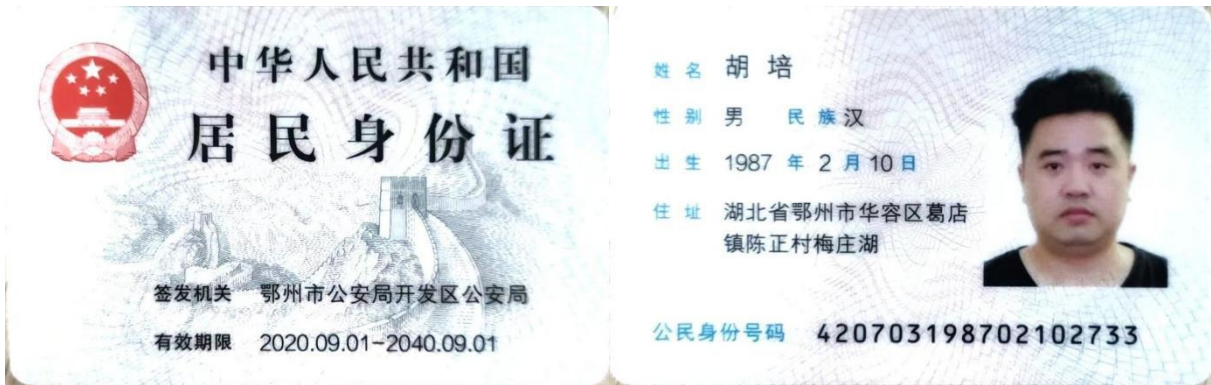 中华人民共和国
居民身份证
签发机关 鄂州市公安局开发区公安局
有效期限 2020.09.01-2040.09.01
姓名 胡培
性别 男 民族 汉
出生 1987 年 2 月 10 日
住址 湖北省鄂州市华容区葛店
镇陈正村梅庄湖
公民身份号码 420703198702102733